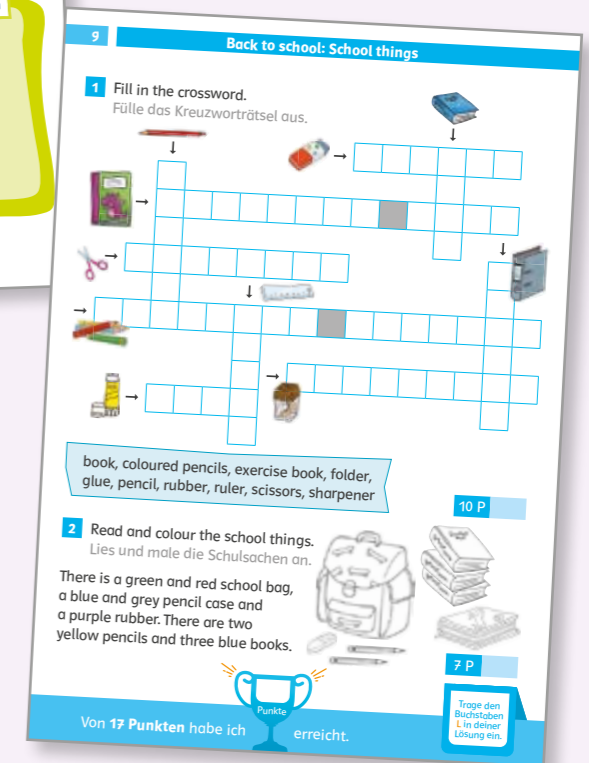 9
Back to school: School things
1 Fill in the crossword.
Fülle das Kreuzworträtsel aus.
book, coloured pencils, exercise book, folder,
glue, pencil, rubber, ruler, scissors, sharpener
10 P
2 Read and colour the school things.
Lies und male die Schulsachen an.
There is a green and red school bag,
a blue and grey pencil case and
a purple rubber. There are two
yellow pencils and three blue books.
7 P
Punkte
Von 17 Punkten habe ich
erreicht.
Trage den
Buchstaben
L in deiner
Lösung ein.